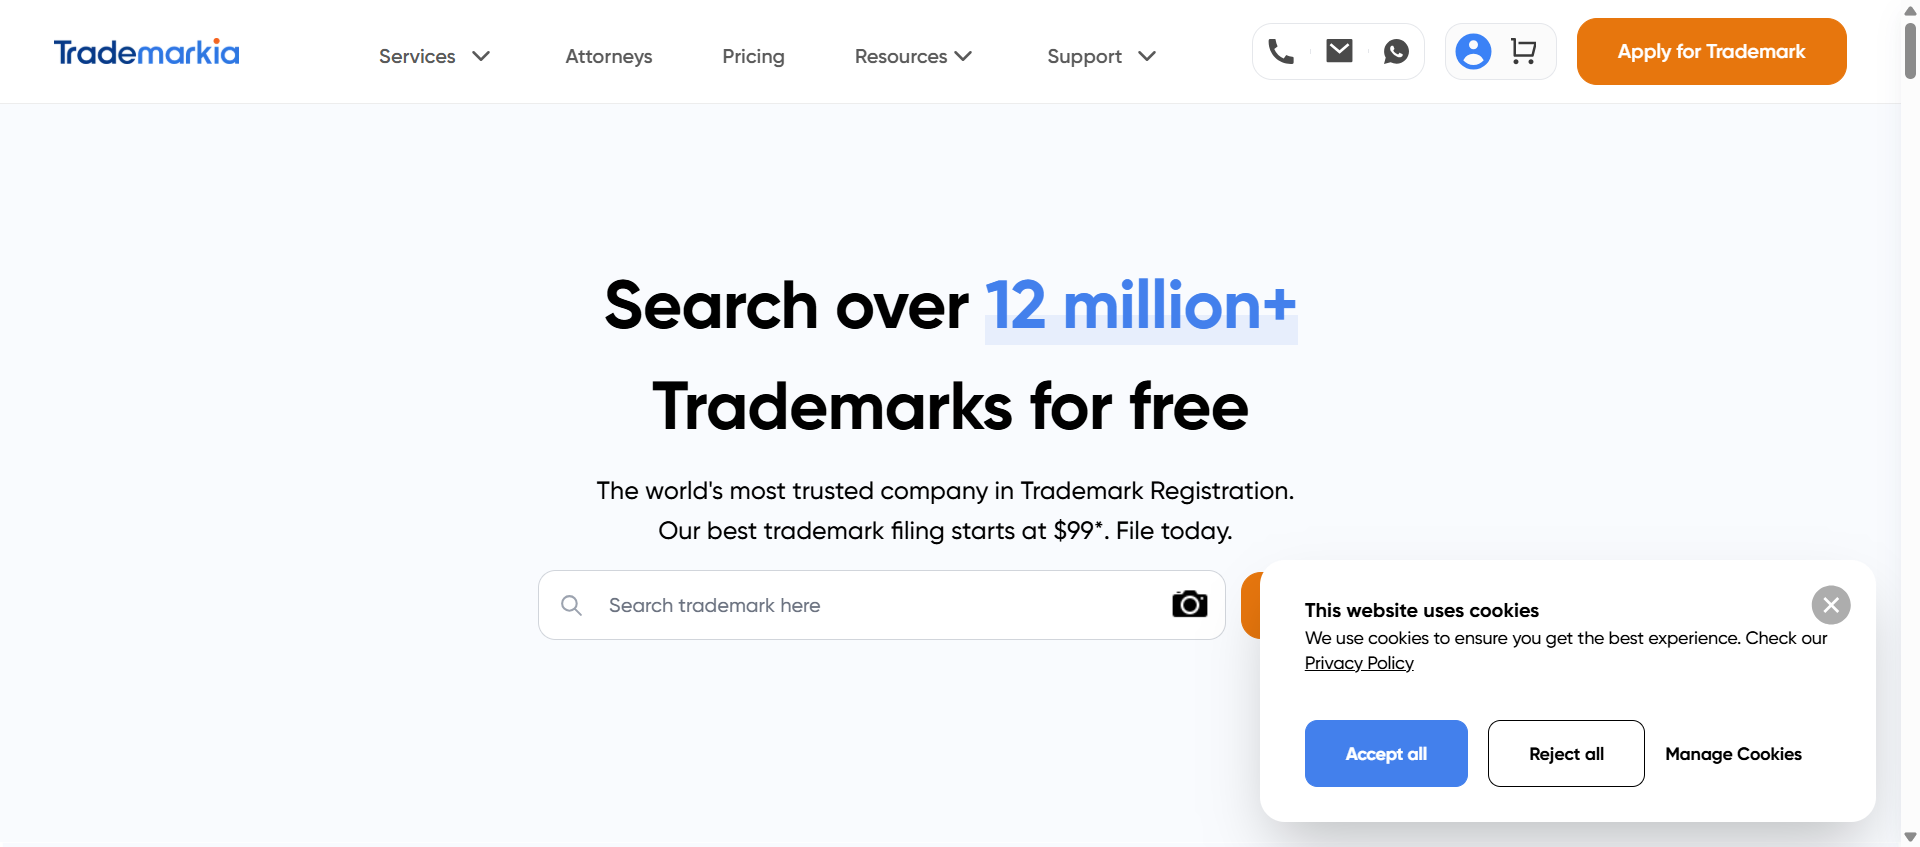 Trademarkia
Services
Attorneys
Pricing
Resources
Support
Apply for Trademark
Search over 12 million+
Trademarks for free
The world's most trusted company in Trademark Registration.
Our best trademark filing starts at $99*. File today.
Search trademark here
This website uses cookies
We use cookies to ensure you get the best experience. Check our
Privacy Policy
Accept all
Reject all
Manage Cookies